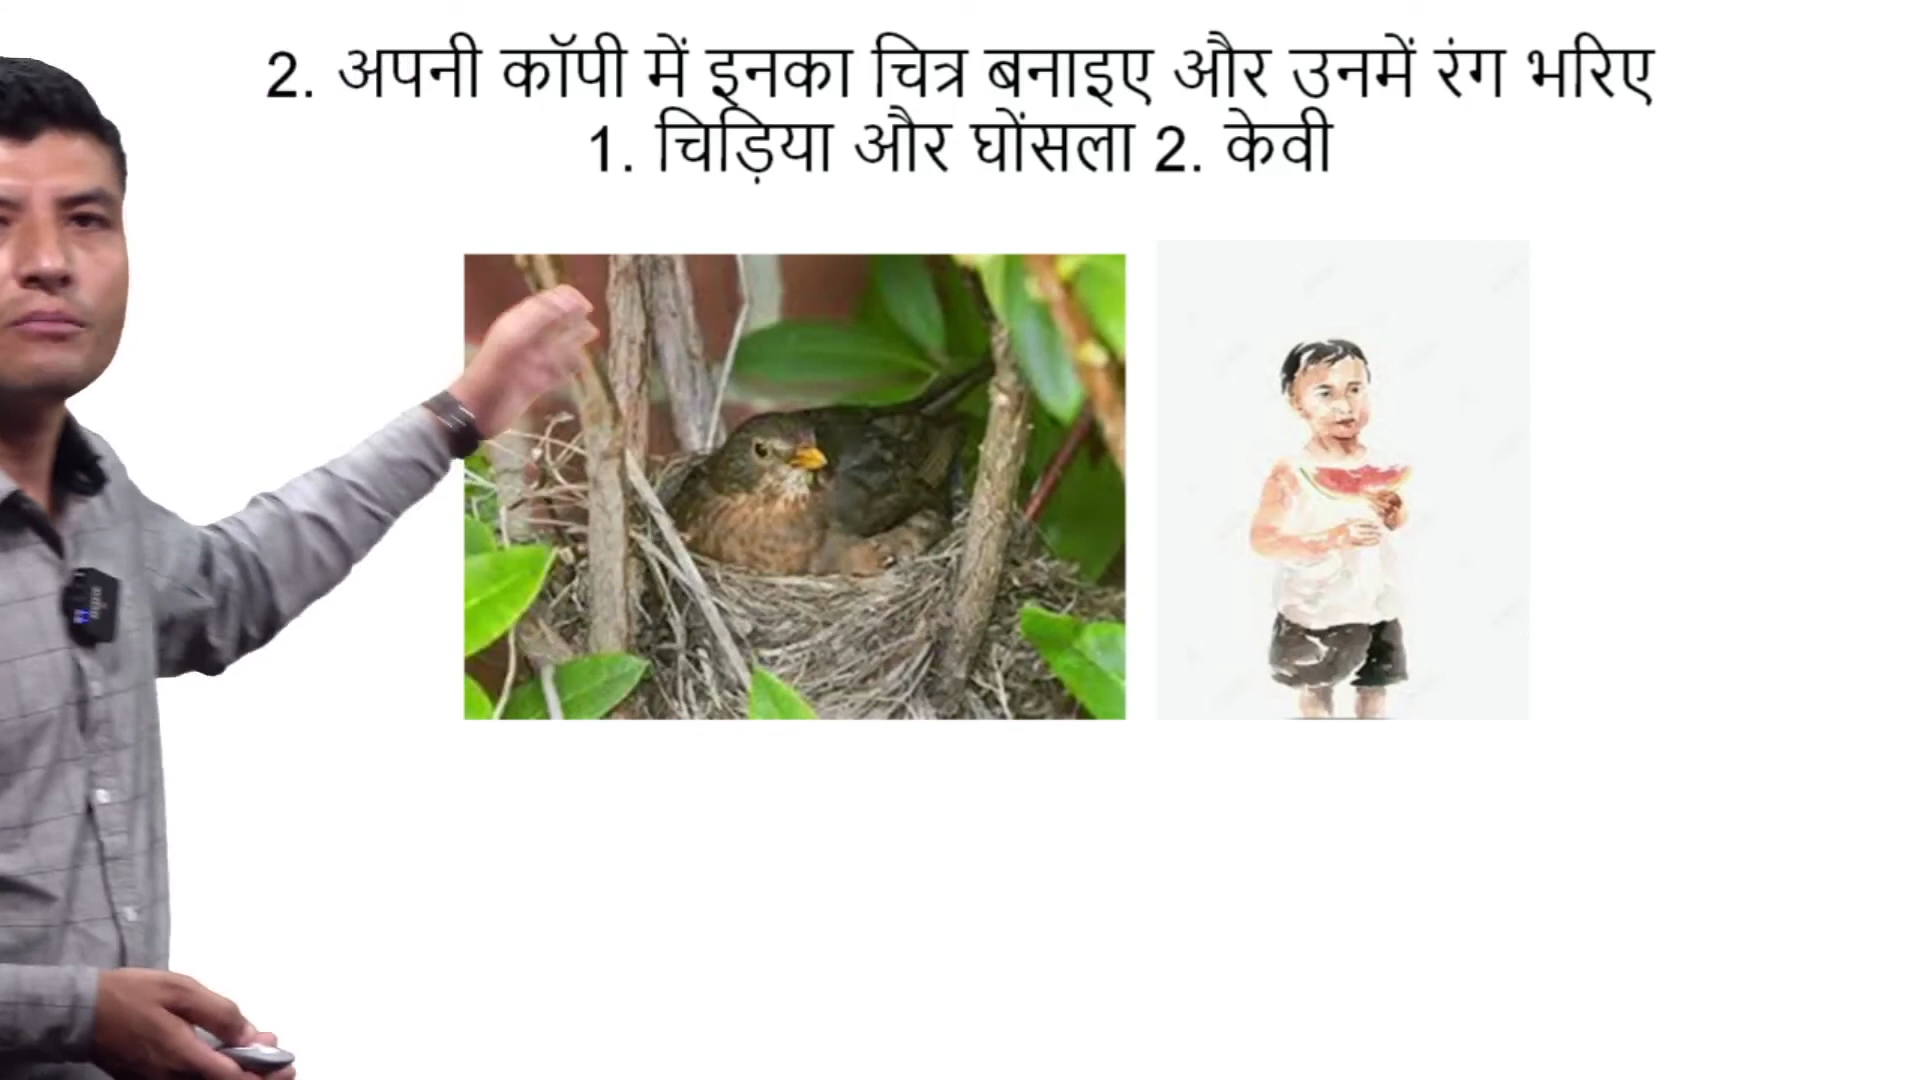 2. अपनी कॉपी में इनका चित्र बनाइए और उनमें रंग भरिए
1. चिड़िया और घोंसला 2. केवी